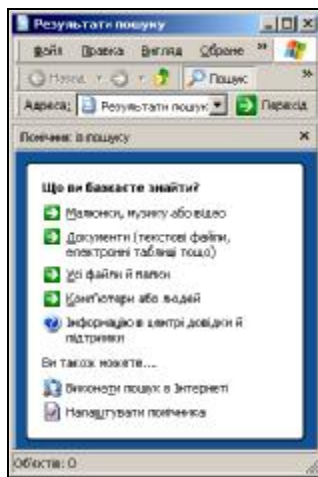 Результати пошуку
Файл Правка Вигляд Обране »
Назад Пошук »
Адреса: Результати пошук Перехід
Помічник із пошуку
Що ви бажаєте знайти?
Малюнки, музику або відео
Документи (текстові файли,
електронні таблиці тощо)
Усі файли й папки
Комп'ютери або людей
Інформацію в центрі довідки й
підтримки
Ви також можете...
Виконати пошук в Інтернеті
Налаштувати помічника
Об'єктів: 0